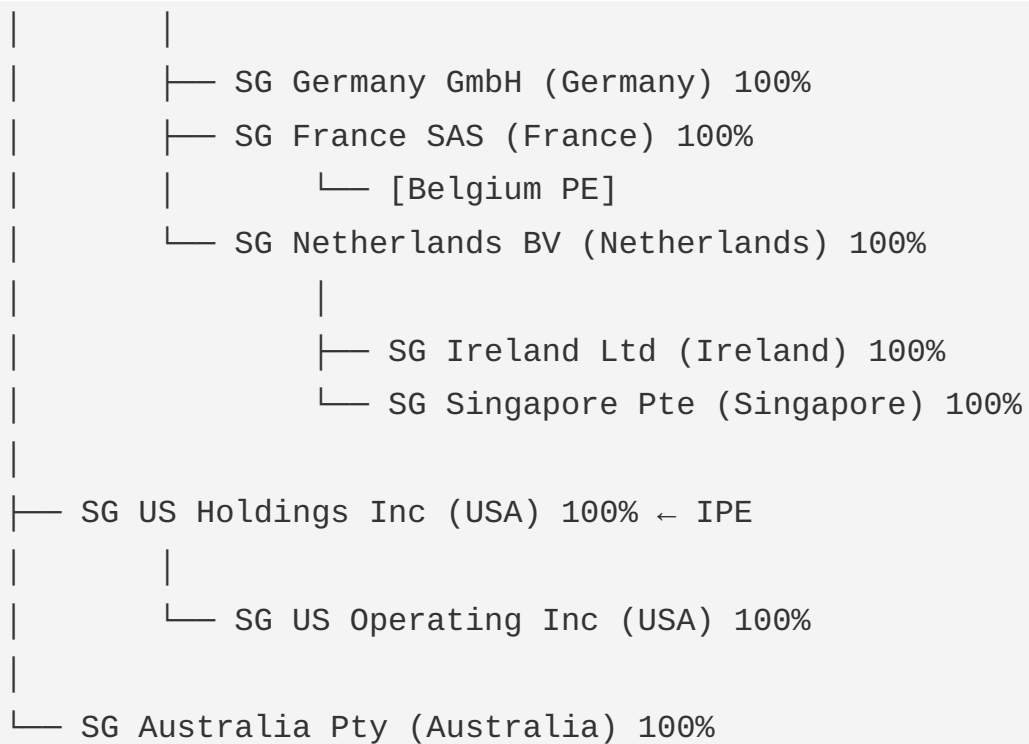 │       │
│       ├── SG Germany GmbH (Germany) 100%
│       ├── SG France SAS (France) 100%
│       │       └── [Belgium PE]
│       └── SG Netherlands BV (Netherlands) 100%
│               │
│               ├── SG Ireland Ltd (Ireland) 100%
│               └── SG Singapore Pte (Singapore) 100%
│
├── SG US Holdings Inc (USA) 100% ← IPE
│       │
│       └── SG US Operating Inc (USA) 100%
│
└── SG Australia Pty (Australia) 100%